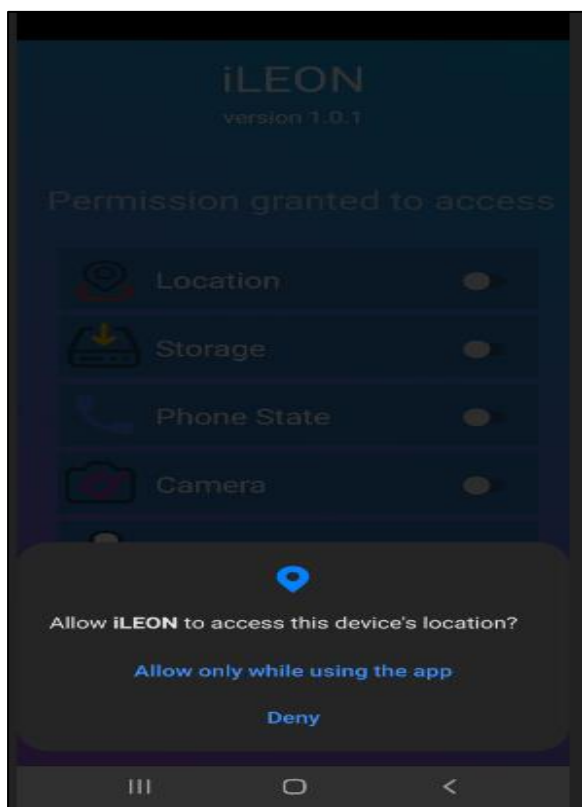 iLEON
version 1.0.1
Permission granted to access
Location
Storage
Phone State
Camera
Allow iLEON to access this device's location?
Allow only while using the app
Deny